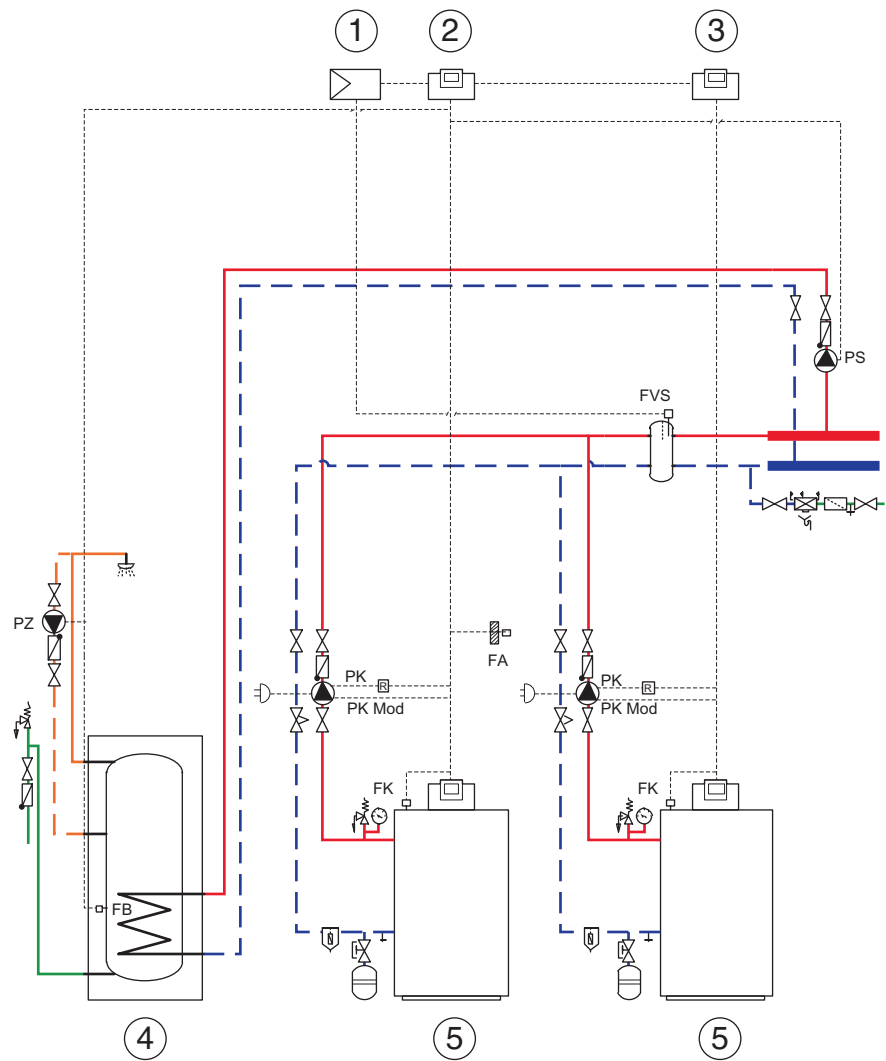 1 2 3
PS
FVS
PZ
FA
PK R PK R
PK Mod PK Mod
FK FK
FB
4 5 5